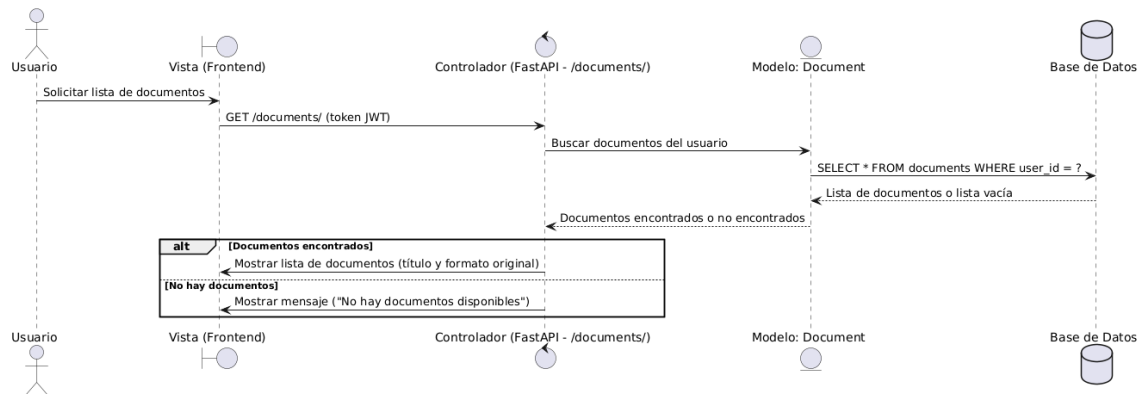 Usuario
Vista (Frontend)
Controlador (FastAPI - /documents/)
Modelo: Document
Base de Datos
Solicitar lista de documentos
GET /documents/ (token JWT)
Buscar documentos del usuario
SELECT * FROM documents WHERE user_id = ?
Lista de documentos o lista vacía
Documentos encontrados o no encontrados
alt
[Documentos encontrados]
Mostrar lista de documentos (título y formato original)
[No hay documentos]
Mostrar mensaje ("No hay documentos disponibles")
Usuario
Vista (Frontend)
Controlador (FastAPI - /documents/)
Modelo: Document
Base de Datos